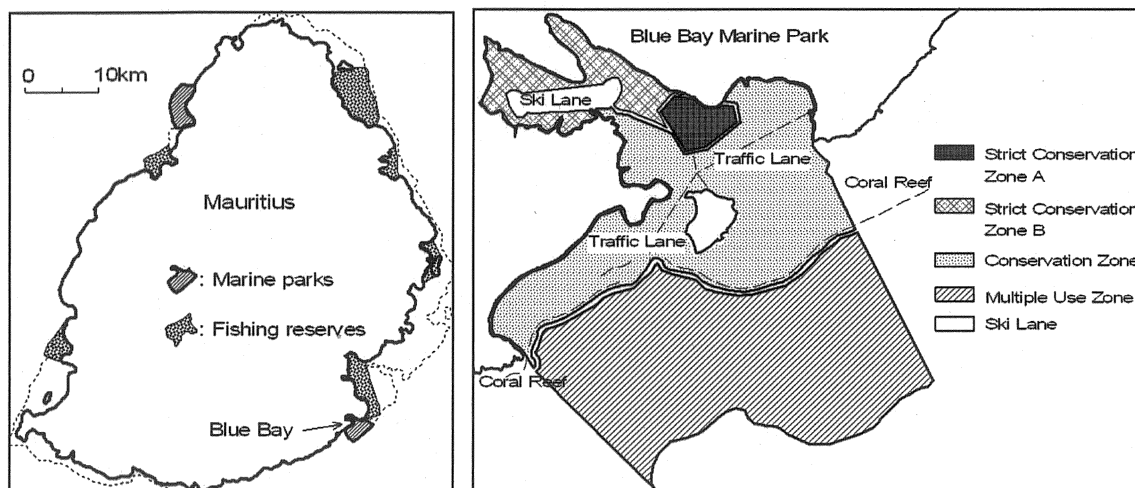 0 10km
Mauritius
: Marine parks
: Fishing reserves
Blue Bay
Blue Bay Marine Park
Ski Lane
Traffic Lane
Coral Reef
Traffic Lane
Coral Reef
Strict Conservation
Zone A
Strict Conservation
Zone B
Conservation Zone
Multiple Use Zone
Ski Lane